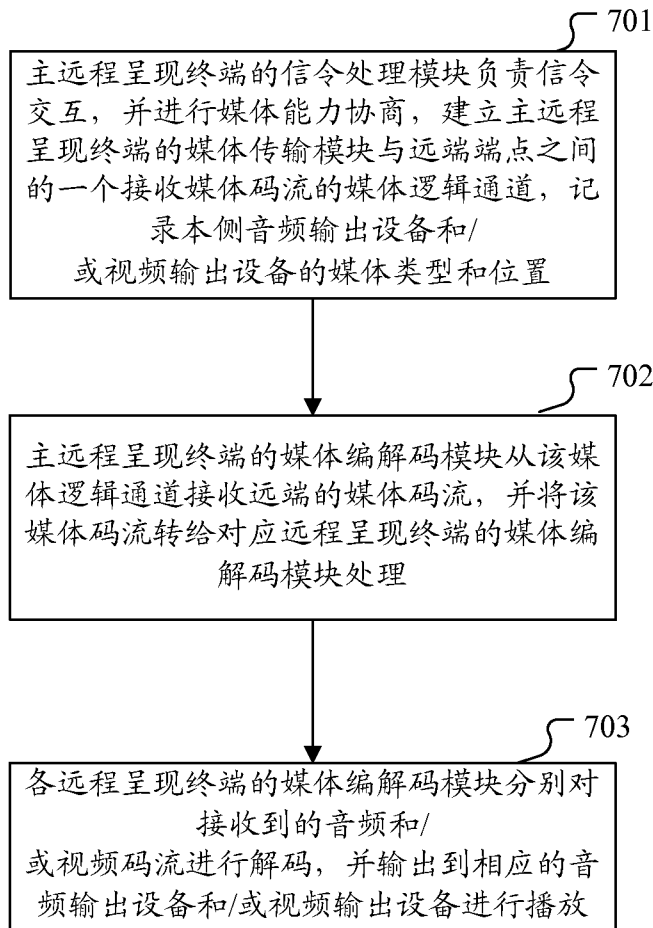 701
主远程呈现终端的信令处理模块负责信令
交互，并进行媒体能力协商，建立主远程
呈现终端的媒体传输模块与远端端点之间
的一个接收媒体码流的媒体逻辑通道，记
录本侧音频输出设备和/
或视频输出设备的媒体类型和位置
702
主远程呈现终端的媒体编解码模块从该媒
体逻辑通道接收远端的媒体码流，并将该
媒体码流转给对应远程呈现终端的媒体编
解码模块处理
703
各远程呈现终端的媒体编解码模块分别对
接收到的音频和/
或视频码流进行解码，并输出到相应的音
频输出设备和/或视频输出设备进行播放